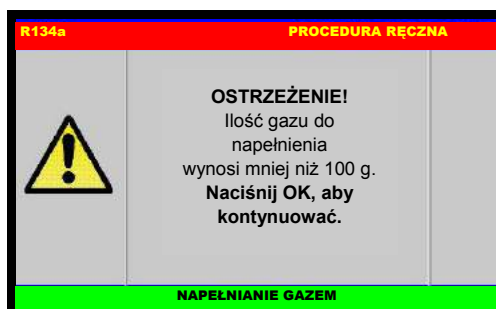 R134a PROCEDURA RĘCZNA
OSTRZEŻENIE!
Ilość gazu do
napełnienia
wynosi mniej niż 100 g.
Naciśnij OK, aby
kontynuować.
NAPEŁNIANIE GAZEM